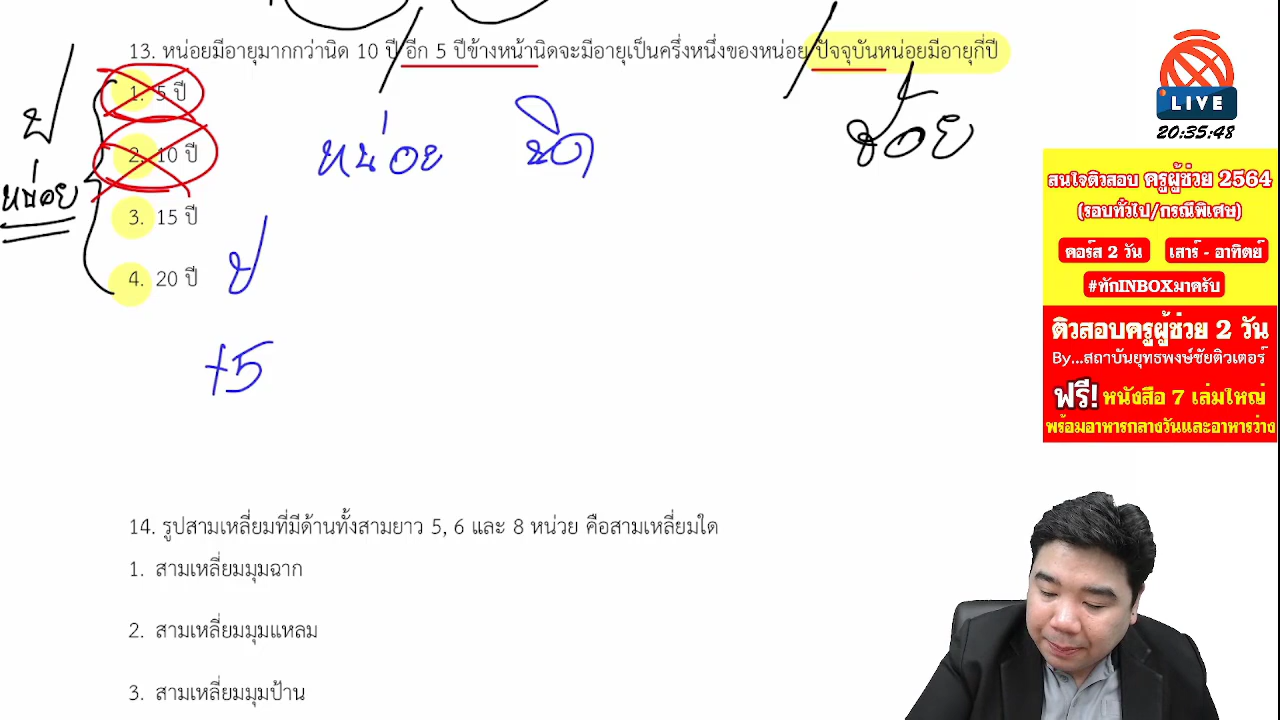 13. หน่อยมีอายุมากกว่านิด 10 ปี อีก 5 ปีข้างหน้านิดจะมีอายุเป็นครึ่งหนึ่งของหน่อย ปัจจุบันหน่อยมีอายุกี่ปี
1. 5 ปี
2. 10 ปี
3. 15 ปี
4. 20 ปี
ป
หน่อย
หน่อย นิด
ป
+5
14. รูปสามเหลี่ยมที่มีด้านทั้งสามยาว 5, 6 และ 8 หน่วย คือสามเหลี่ยมใด
1. สามเหลี่ยมมุมฉาก
2. สามเหลี่ยมมุมแหลม
3. สามเหลี่ยมมุมป้าน
LIVE
20:35:48
สนใจติวสอบ ครูผู้ช่วย 2564
(รอบทั่วไป/กรณีพิเศษ)
คอร์ส 2 วัน เสาร์ - อาทิตย์
#ทักINBOXมาครับ
ติวสอบครูผู้ช่วย 2 วัน
By...สถาบันยุทธพงษ์ชัยติวเตอร์
ฟรี! หนังสือ 7 เล่มใหญ่
พร้อมอาหารกลางวันและอาหารว่าง